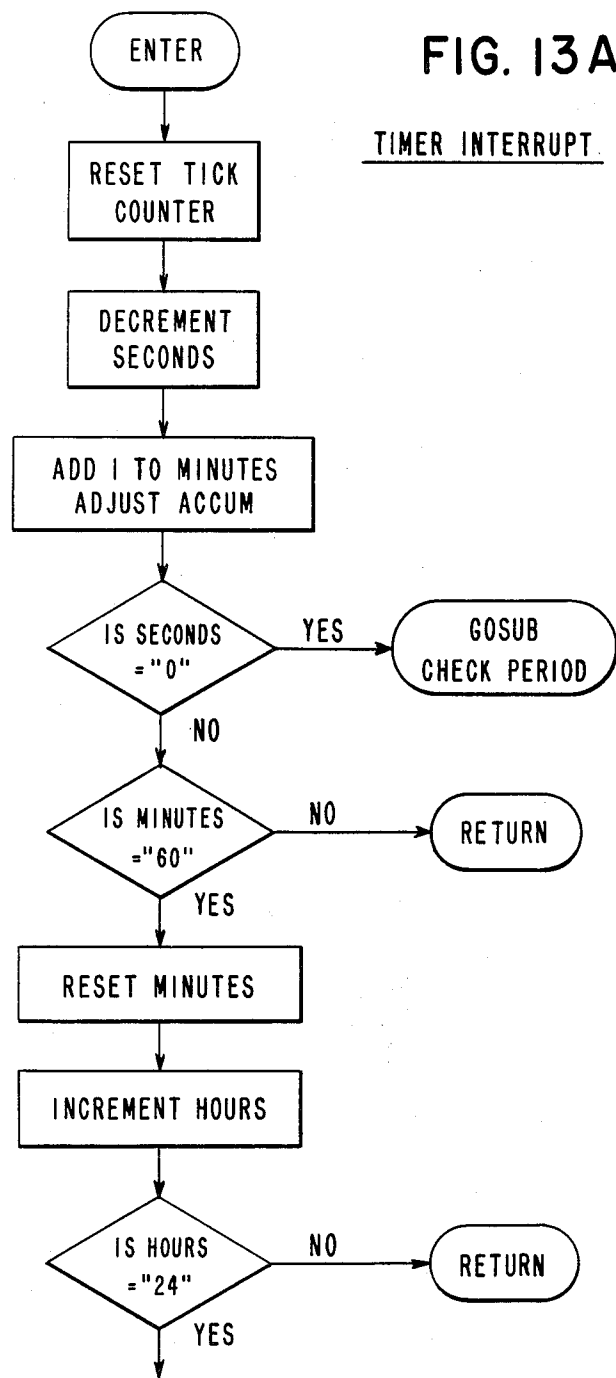 FIG. 13A
TIMER INTERRUPT
ENTER
RESET TICK
COUNTER
DECREMENT
SECONDS
ADD 1 TO MINUTES
ADJUST ACCUM
IS SECONDS
="0"
YES
GOSUB
CHECK PERIOD
NO
IS MINUTES
="60"
NO
RETURN
YES
RESET MINUTES
INCREMENT HOURS
IS HOURS
="24"
NO
RETURN
YES